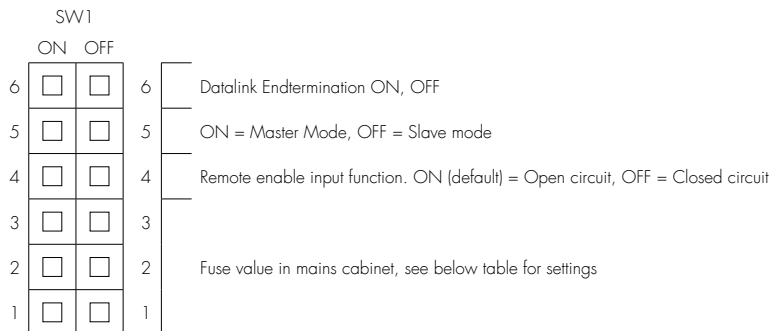 SW1
ON OFF
6 6 Datalink Endtermination ON, OFF
5 5 ON = Master Mode, OFF = Slave mode
4 4 Remote enable input function. ON (default) = Open circuit, OFF = Closed circuit
3 3
2 2 Fuse value in mains cabinet, see below table for settings
1 1